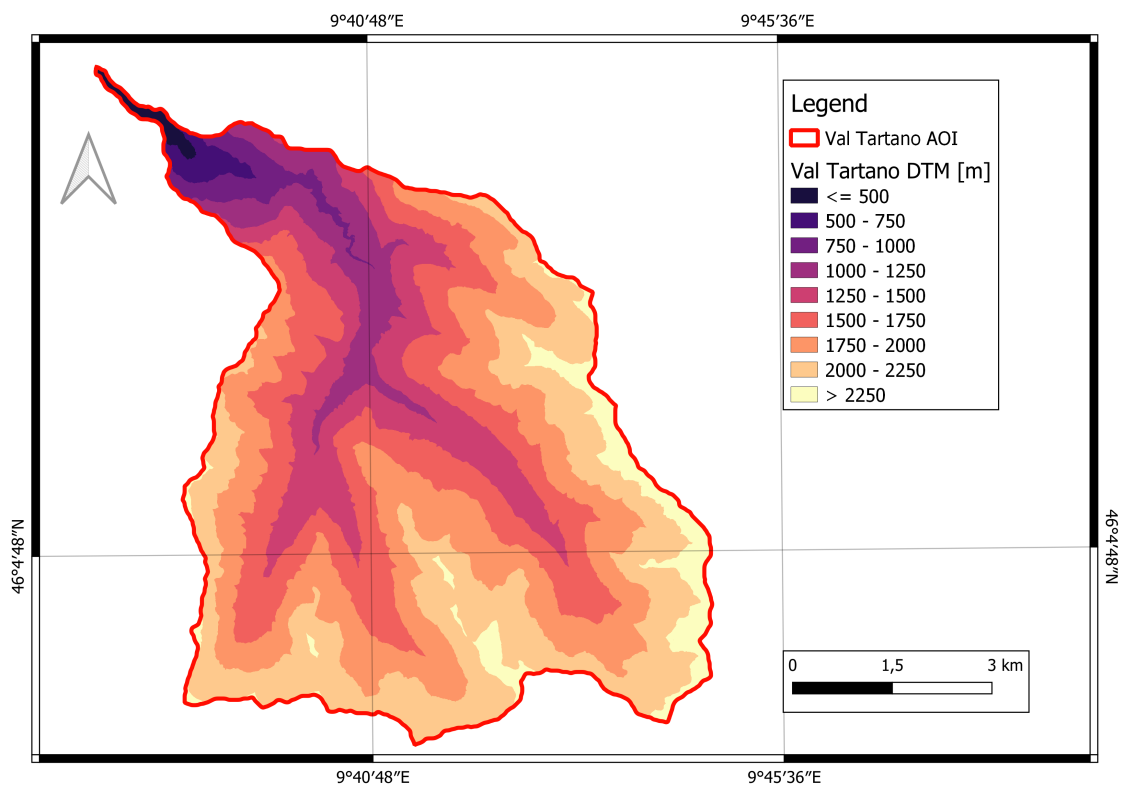 9°40′48″E 9°45′36″E
Legend
Val Tartano AOI
Val Tartano DTM [m]
<= 500
500 - 750
750 - 1000
1000 - 1250
1250 - 1500
1500 - 1750
1750 - 2000
2000 - 2250
> 2250
46°4′48″N
46°4′48″N
0 1,5 3 km
9°40′48″E 9°45′36″E